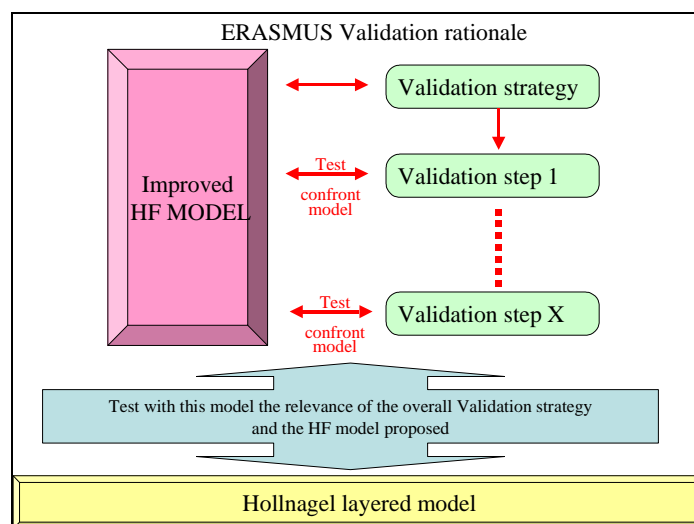 ERASMUS Validation rationale
Validation strategy
Improved
HF MODEL
Test
confront
model
Validation step 1
Test
confront
model
Validation step X
Test with this model the relevance of the overall Validation strategy
and the HF model proposed
Hollnagel layered model